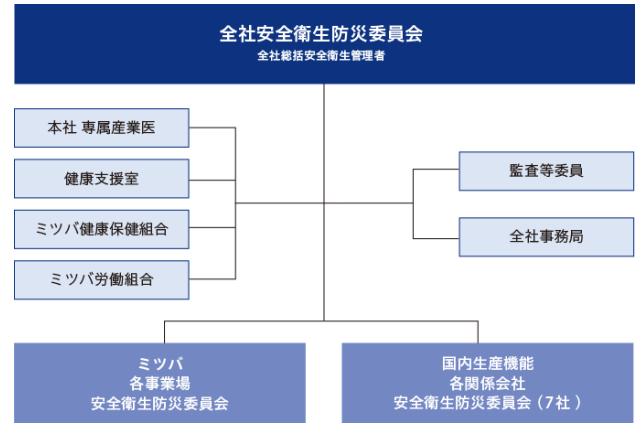 全社安全衛生防災委員会
全社総括安全衛生管理者
本社 専属産業医
健康支援室
ミツバ健康保健組合
ミツバ労働組合
監査等委員
全社事務局
ミツバ
各事業場
安全衛生防災委員会
国内生産機能
各関係会社
安全衛生防災委員会（7社 ）